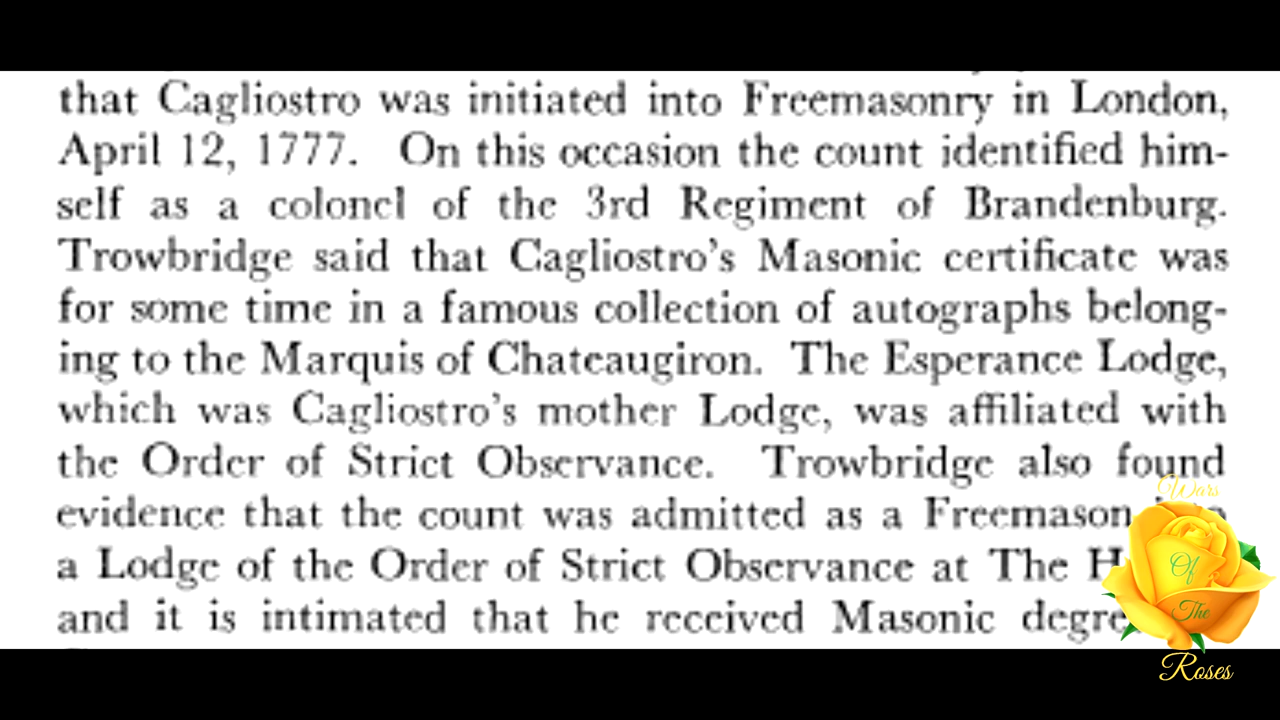 that Cagliostro was initiated into Freemasonry in London,
April 12, 1777. On this occasion the count identified him-
self as a colonel of the 3rd Regiment of Brandenburg.
Trowbridge said that Cagliostro's Masonic certificate was
for some time in a famous collection of autographs belong-
ing to the Marquis of Chateaugiron. The Esperance Lodge,
which was Cagliostro's mother Lodge, was affiliated with
the Order of Strict Observance. Trowbridge also found
evidence that the count was admitted as a Freemason
a Lodge of the Order of Strict Observance at The
and it is intimated that he received Masonic
Wars
Of
The
Roses